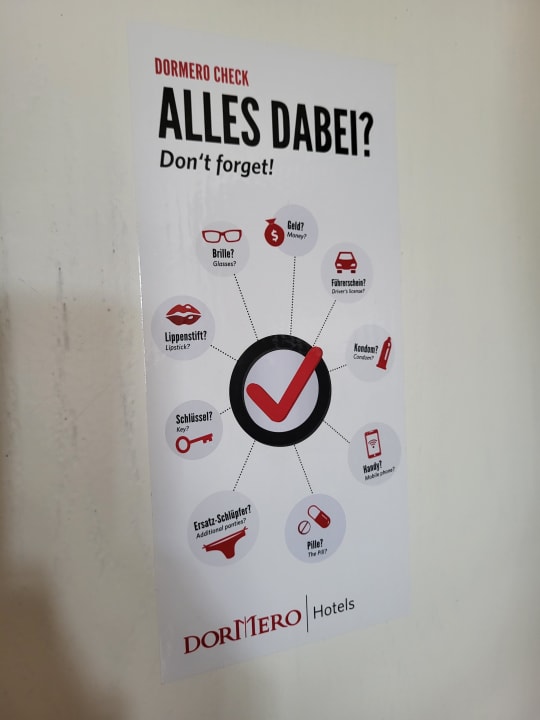 DORMERO CHECK
ALLES DABEI?
Don't forget!
Geld?
Money?
Brille?
Glasses?
Führerschein?
Driver's license?
Lippenstift?
Lipstick?
Kondom?
Condom?
Schlüssel?
Key?
Handy?
Mobile phone?
Ersatz-Schlüpfer?
Additional panties?
Pille?
The Pill?
DORMERO | Hotels